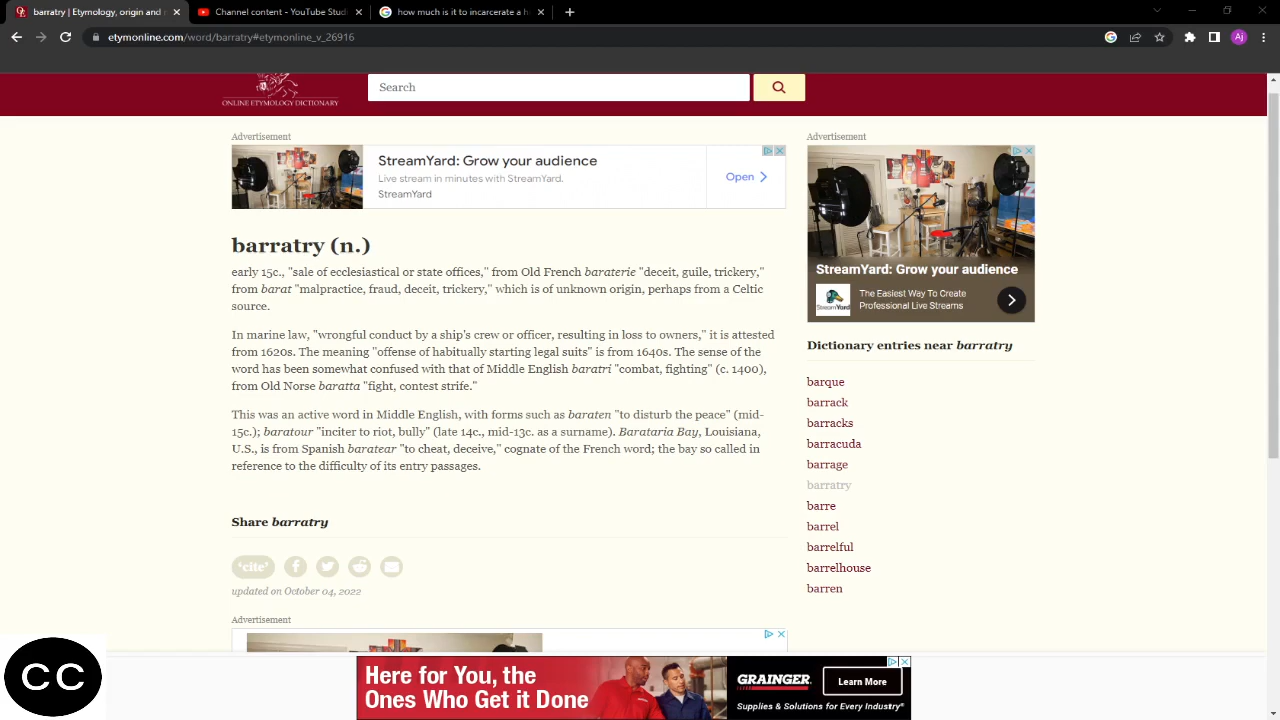 barratry | Etymology, origin and m
Channel content - YouTube Studi
how much is it to incarcerate a h
etymonline.com/word/barratry#etymonline_v_26916
Aj
ONLINE ETYMOLOGY DICTIONARY
Search
Advertisement
StreamYard: Grow your audience
Live stream in minutes with StreamYard.
StreamYard
Open
barratry (n.)
early 15c., "sale of ecclesiastical or state offices," from Old French baraterie "deceit, guile, trickery,"
from barat "malpractice, fraud, deceit, trickery," which is of unknown origin, perhaps from a Celtic
source.
In marine law, "wrongful conduct by a ship's crew or officer, resulting in loss to owners," it is attested
from 1620s. The meaning "offense of habitually starting legal suits" is from 1640s. The sense of the
word has been somewhat confused with that of Middle English baratri "combat, fighting" (c. 1400),
from Old Norse baratta "fight, contest strife."
This was an active word in Middle English, with forms such as baraten "to disturb the peace" (mid-
15c.); baratour "inciter to riot, bully" (late 14c., mid-13c. as a surname). Barataria Bay, Louisiana,
U.S., is from Spanish baratear "to cheat, deceive," cognate of the French word; the bay so called in
reference to the difficulty of its entry passages.
Share barratry
'cite'
updated on October 04, 2022
Advertisement
Advertisement
StreamYard: Grow your audience
StreamYard
The Easiest Way To Create
Professional Live Streams
Dictionary entries near barratry
barque
barrack
barracks
barracuda
barrage
barratry
barre
barrel
barrelful
barrelhouse
barren
CC
Here for You, the
Ones Who Get it Done
GRAINGER
Supplies & Solutions for Every Industry®
Learn More